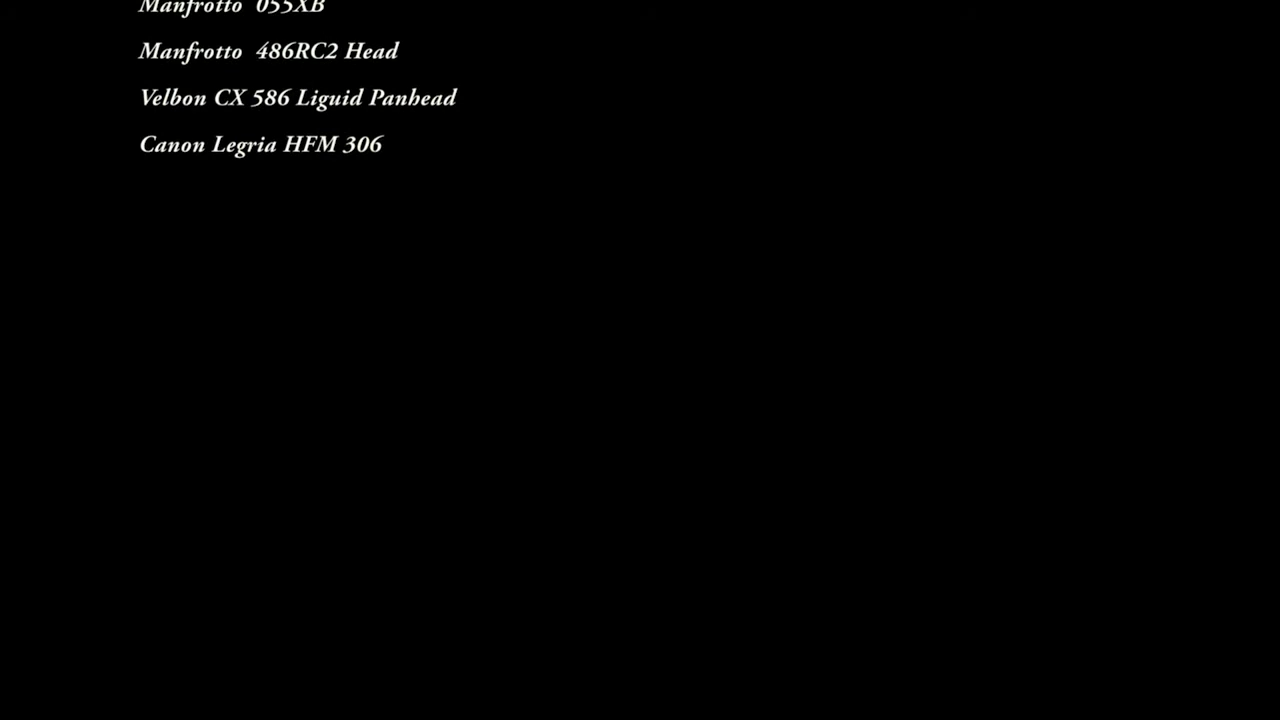 Manfrotto 055XB
Manfrotto 486RC2 Head
Velbon CX 586 Liguid Panhead
Canon Legria HFM 306